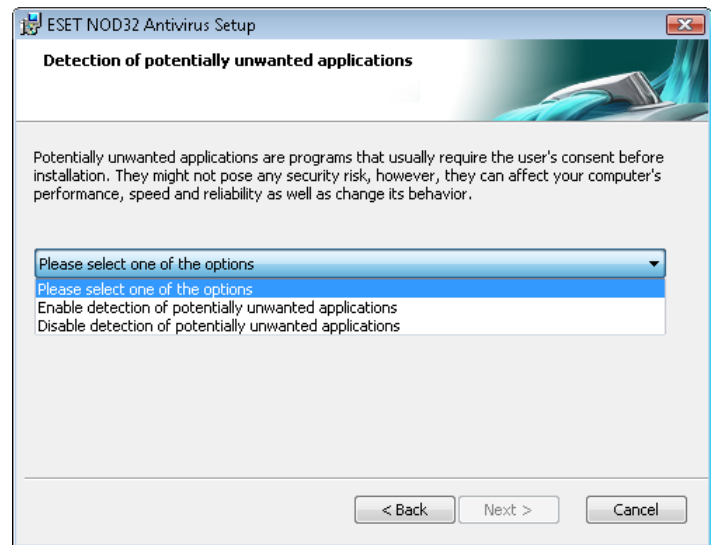 ESET NOD32 Antivirus Setup
Detection of potentially unwanted applications
Potentially unwanted applications are programs that usually require the user's consent before
installation. They might not pose any security risk, however, they can affect your computer's
performance, speed and reliability as well as change its behavior.
Please select one of the options
Please select one of the options
Enable detection of potentially unwanted applications
Disable detection of potentially unwanted applications
< Back
Next >
Cancel